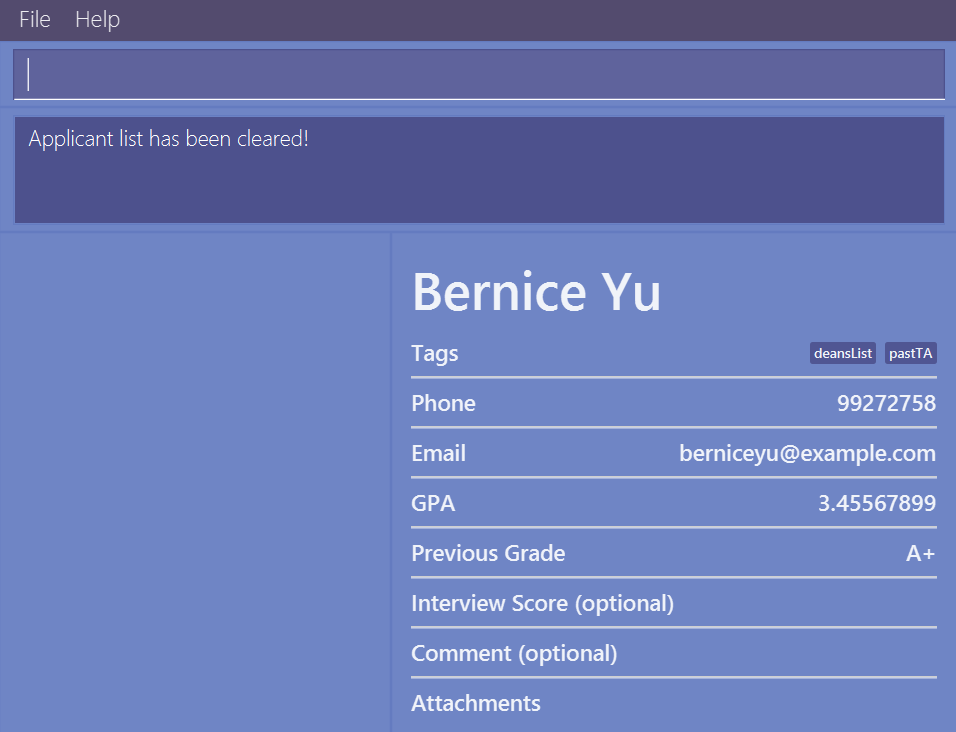 File Help
Applicant list has been cleared!
Bernice Yu
Tags deansList pastTA
Phone 99272758
Email berniceyu@example.com
GPA 3.45567899
Previous Grade A+
Interview Score (optional)
Comment (optional)
Attachments